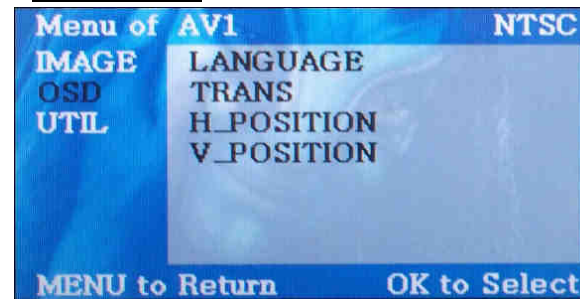 Menu of AV1 NTSC
IMAGE LANGUAGE
OSD TRANS
UTIL H_POSITION
V_POSITION
MENU to Return OK to Select